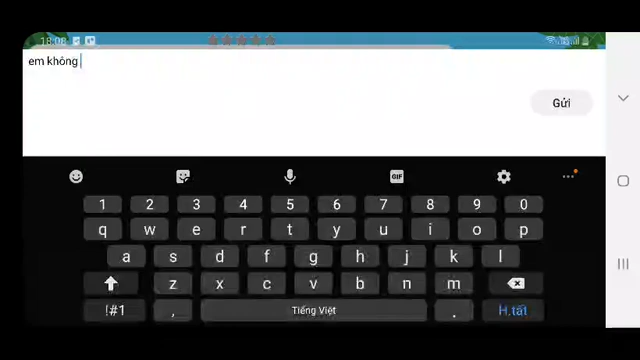 18:08
em không
Gửi
GIF
1 2 3 4 5 6 7 8 9 0
q w e r t y u i o p
a s d f g h j k l
z x c v b n m
!#1 , Tiếng Việt . H.tất